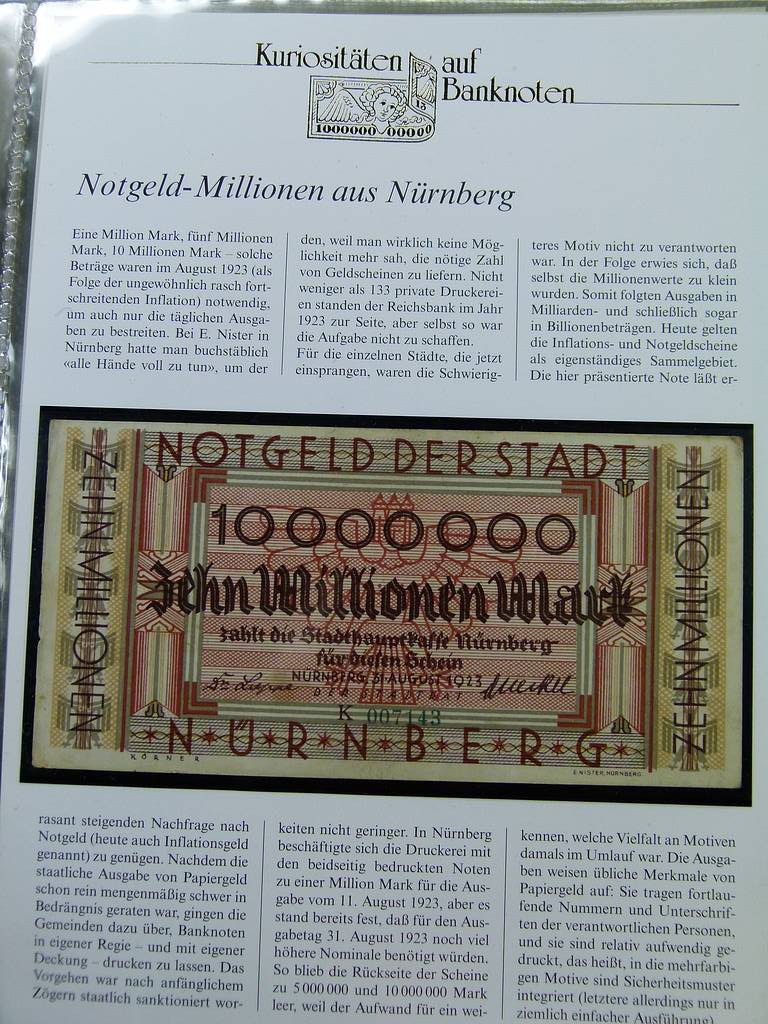 Kuriositäten auf
Banknoten
15
1000000 00000
Notgeld-Millionen aus Nürnberg
Eine Million Mark, fünf Millionen
Mark, 10 Millionen Mark – solche
Beträge waren im August 1923 (als
Folge der ungewöhnlich rasch fort-
schreitenden Inflation) notwendig,
um auch nur die täglichen Ausga-
ben zu bestreiten. Bei E. Nister in
Nürnberg hatte man buchstäblich
«alle Hände voll zu tun», um der
rasant steigenden Nachfrage nach
Notgeld (heute auch Inflationsgeld
genannt) zu genügen. Nachdem die
staatliche Ausgabe von Papiergeld
schon rein mengenmäßig schwer in
Bedrängnis geraten war, gingen die
Gemeinden dazu über, Banknoten
in eigener Regie – und mit eigener
Deckung – drucken zu lassen. Das
Vorgehen war nach anfänglichem
Zögern staatlich sanktioniert wor-
den, weil man wirklich keine Mög-
lichkeit mehr sah, die nötige Zahl
von Geldscheinen zu liefern. Nicht
weniger als 133 private Druckerei-
en standen der Reichsbank im Jahr
1923 zur Seite, aber selbst so war
die Aufgabe nicht zu schaffen.
Für die einzelnen Städte, die jetzt
einsprangen, waren die Schwierig-
keiten nicht geringer. In Nürnberg
beschäftigte sich die Druckerei mit
den beidseitig bedruckten Noten
zu einer Million Mark für die Aus-
gabe vom 11. August 1923, aber es
stand bereits fest, daß für den Aus-
gabetag 31. August 1923 noch viel
höhere Nominale benötigt würden.
So blieb die Rückseite der Scheine
zu 5 000 000 und 10 000 000 Mark
leer, weil der Aufwand für ein wei-
teres Motiv nicht zu verantworten
war. In der Folge erwies sich, daß
selbst die Millionenwerte zu klein
wurden. Somit folgten Ausgaben in
Milliarden- und schließlich sogar
in Billionenbeträgen. Heute gelten
die Inflations- und Notgeldscheine
als eigenständiges Sammelgebiet.
Die hier präsentierte Note läßt er-
kennen, welche Vielfalt an Motiven
damals im Umlauf war. Die Ausga-
ben weisen übliche Merkmale von
Papiergeld auf: Sie tragen fortlau-
fende Nummern und Unterschrif-
ten der verantwortlichen Personen,
und sie sind relativ aufwendig ge-
druckt, das heißt, in die mehrfarbi-
gen Motive sind Sicherheitsmuster
integriert (letztere allerdings nur in
ziemlich einfacher Ausführung).
NOTGELD DER STADT
ZEHNMILLIONEN
10000000
Zehn Millionen Mark
zahlt die Stadthauptkasse Nürnberg
für diesen Schein
NÜRNBERG, 31. AUGUST 1923
DER STADTRAT
K 007143
N*Ü*R*N*B*E*R*G*
ZEHNMILLIONEN
KÖRNER
E. NISTER, NÜRNBERG